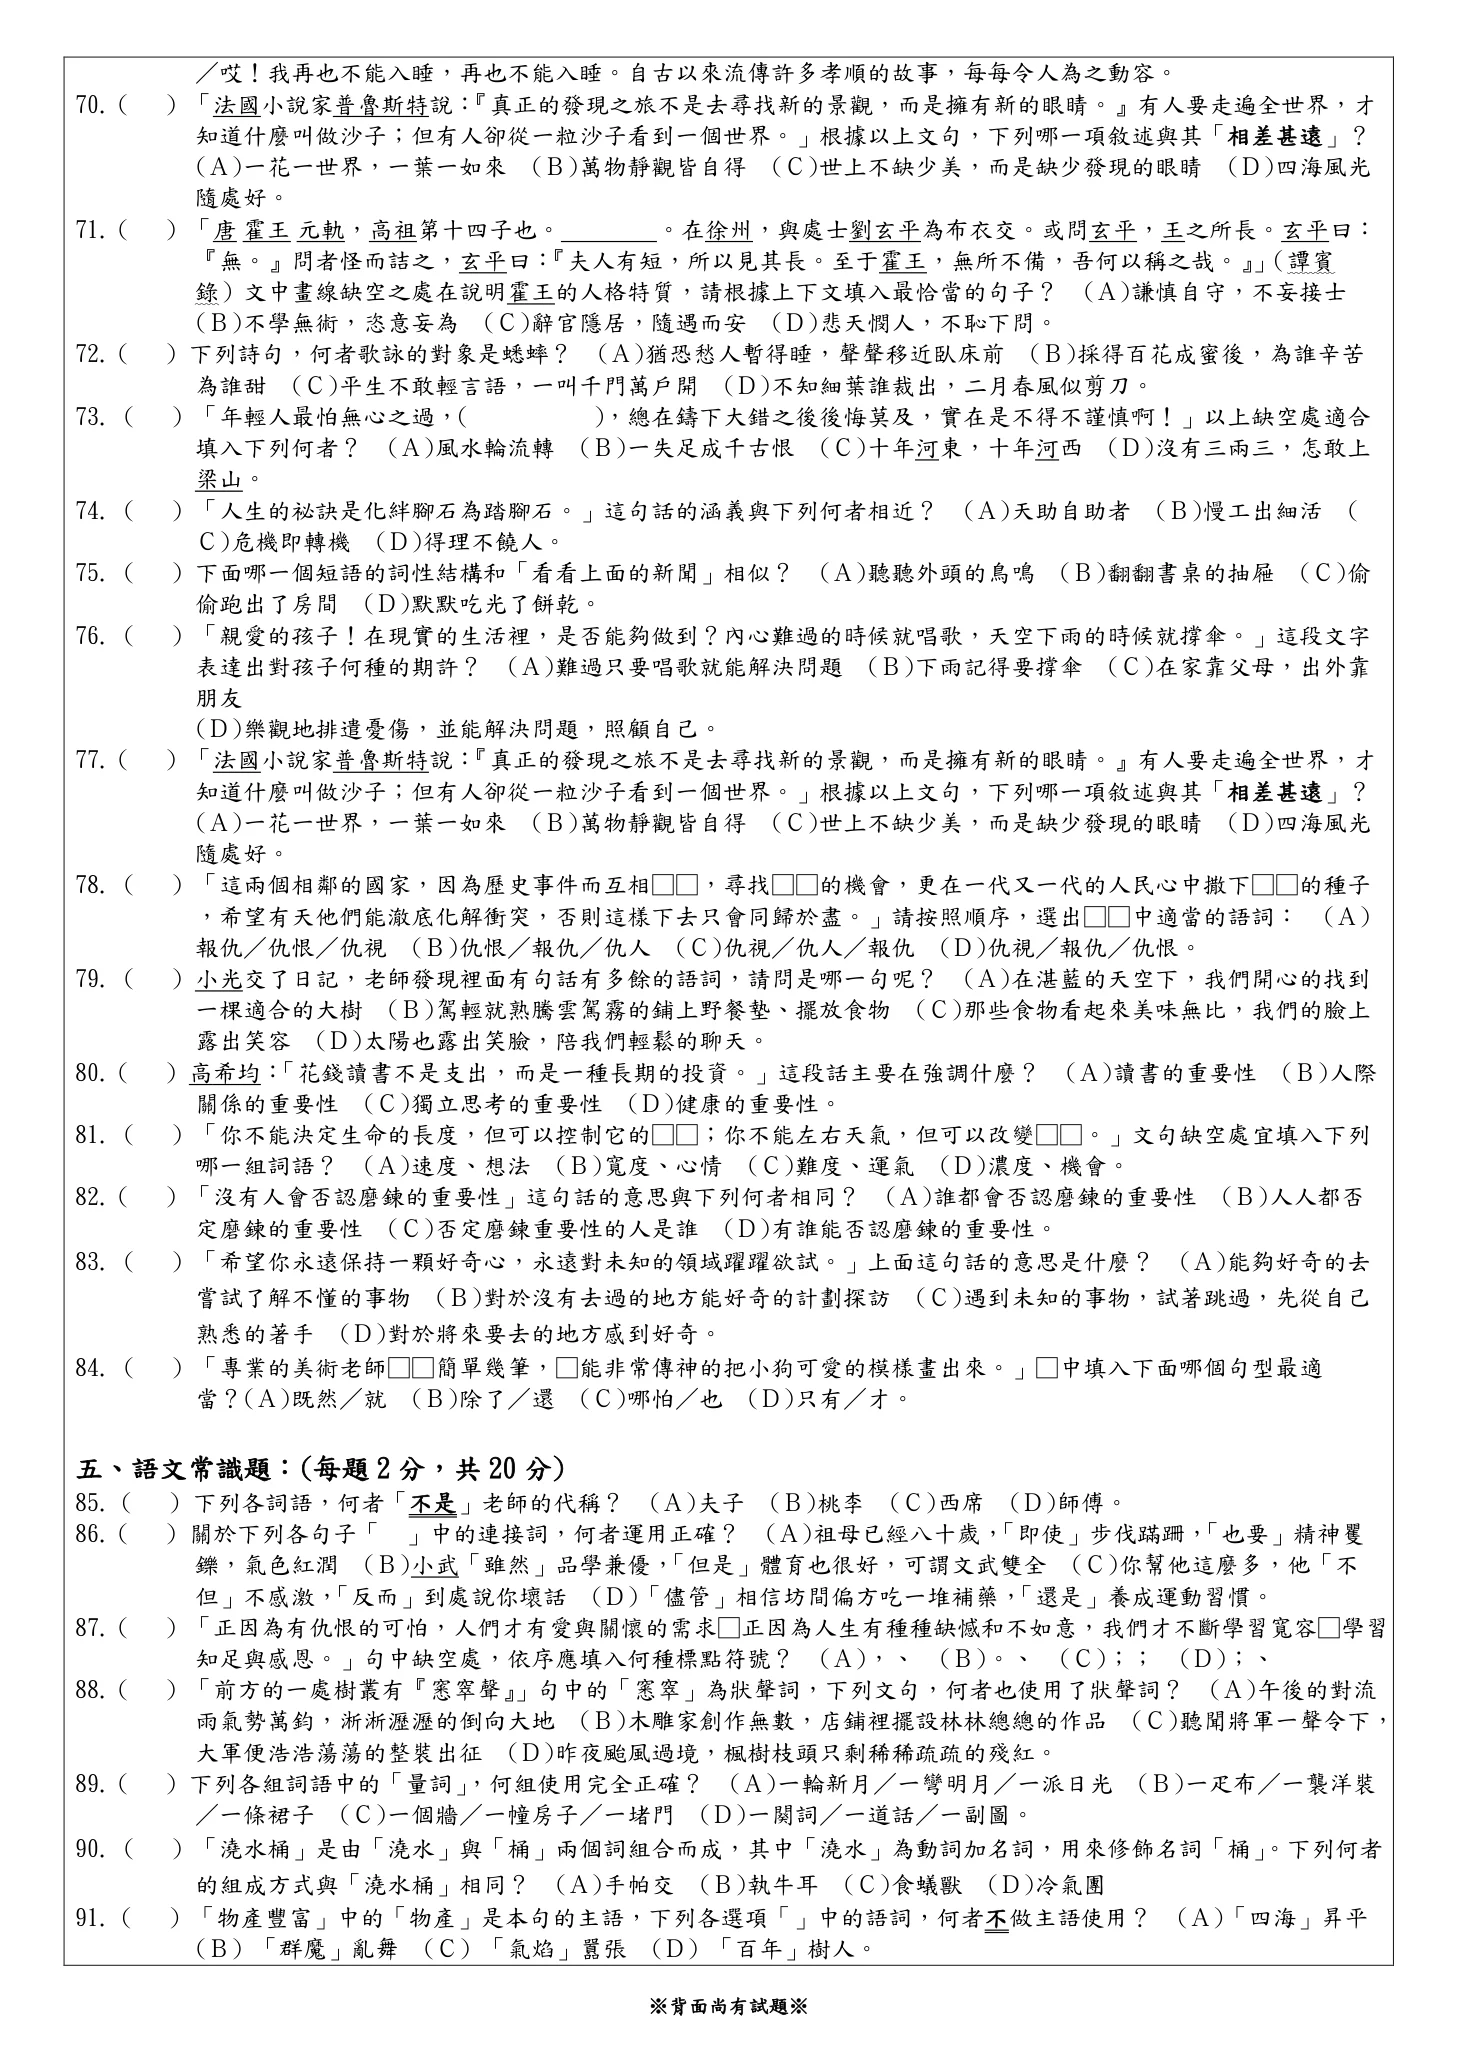 ／哎！我再也不能入睡，再也不能入睡。自古以來流傳許多孝順的故事，每每令人為之動容。
70.（　）「法國小說家普魯斯特說：『真正的發現之旅不是去尋找新的景觀，而是擁有新的眼睛。』有人要走遍全世界，才
知道什麼叫做沙子；但有人卻從一粒沙子看到一個世界。」根據以上文句，下列哪一項敘述與其「相差甚遠」？
（Ａ）一花一世界，一葉一如來　（Ｂ）萬物靜觀皆自得　（Ｃ）世上不缺少美，而是缺少發現的眼睛　（Ｄ）四海風光
隨處好。
71.（　）「唐 霍王 元軌，高祖第十四子也。________。在徐州，與處士劉玄平為布衣交。或問玄平，王之所長。玄平曰：
『無。』問者怪而詰之，玄平曰：『夫人有短，所以見其長。至于霍王，無所不備，吾何以稱之哉。』」（譚賓
錄）文中畫線缺空之處在說明霍王的人格特質，請根據上下文填入最恰當的句子？　（Ａ）謙慎自守，不妄接士
（Ｂ）不學無術，恣意妄為　（Ｃ）辭官隱居，隨遇而安　（Ｄ）悲天憫人，不恥下問。
72.（　）下列詩句，何者歌詠的對象是蟋蟀？　（Ａ）猶恐愁人暫得睡，聲聲移近臥床前　（Ｂ）採得百花成蜜後，為誰辛苦
為誰甜　（Ｃ）平生不敢輕言語，一叫千門萬戶開　（Ｄ）不知細葉誰裁出，二月春風似剪刀。
73.（　）「年輕人最怕無心之過，（　　　　　），總在鑄下大錯之後後悔莫及，實在是不得不謹慎啊！」以上缺空處適合
填入下列何者？　（Ａ）風水輪流轉　（Ｂ）一失足成千古恨　（Ｃ）十年河東，十年河西　（Ｄ）沒有三兩三，怎敢上
梁山。
74.（　）「人生的祕訣是化絆腳石為踏腳石。」這句話的涵義與下列何者相近？　（Ａ）天助自助者　（Ｂ）慢工出細活　（
Ｃ）危機即轉機　（Ｄ）得理不饒人。
75.（　）下面哪一個短語的詞性結構和「看看上面的新聞」相似？　（Ａ）聽聽外頭的鳥鳴　（Ｂ）翻翻書桌的抽屜　（Ｃ）偷
偷跑出了房間　（Ｄ）默默吃光了餅乾。
76.（　）「親愛的孩子！在現實的生活裡，是否能夠做到？內心難過的時候就唱歌，天空下雨的時候就撐傘。」這段文字
表達出對孩子何種的期許？　（Ａ）難過只要唱歌就能解決問題　（Ｂ）下雨記得要撐傘　（Ｃ）在家靠父母，出外靠
朋友
（Ｄ）樂觀地排遣憂傷，並能解決問題，照顧自己。
77.（　）「法國小說家普魯斯特說：『真正的發現之旅不是去尋找新的景觀，而是擁有新的眼睛。』有人要走遍全世界，才
知道什麼叫做沙子；但有人卻從一粒沙子看到一個世界。」根據以上文句，下列哪一項敘述與其「相差甚遠」？
（Ａ）一花一世界，一葉一如來　（Ｂ）萬物靜觀皆自得　（Ｃ）世上不缺少美，而是缺少發現的眼睛　（Ｄ）四海風光
隨處好。
78.（　）「這兩個相鄰的國家，因為歷史事件而互相□□，尋找□□的機會，更在一代又一代的人民心中撒下□□的種子
，希望有天他們能澈底化解衝突，否則這樣下去只會同歸於盡。」請按照順序，選出□□中適當的語詞：　（Ａ）
報仇／仇恨／仇視　（Ｂ）仇恨／報仇／仇人　（Ｃ）仇視／仇人／報仇　（Ｄ）仇視／報仇／仇恨。
79.（　）小光交了日記，老師發現裡面有句話有多餘的語詞，請問是哪一句呢？　（Ａ）在湛藍的天空下，我們開心的找到
一棵適合的大樹　（Ｂ）駕輕就熟騰雲駕霧的鋪上野餐墊、擺放食物　（Ｃ）那些食物看起來美味無比，我們的臉上
露出笑容　（Ｄ）太陽也露出笑臉，陪我們輕鬆的聊天。
80.（　）高希均：「花錢讀書不是支出，而是一種長期的投資。」這段話主要在強調什麼？　（Ａ）讀書的重要性　（Ｂ）人際
關係的重要性　（Ｃ）獨立思考的重要性　（Ｄ）健康的重要性。
81.（　）「你不能決定生命的長度，但可以控制它的□□；你不能左右天氣，但可以改變□□。」文句缺空處宜填入下列
哪一組詞語？　（Ａ）速度、想法　（Ｂ）寬度、心情　（Ｃ）難度、運氣　（Ｄ）濃度、機會。
82.（　）「沒有人會否認磨鍊的重要性」這句話的意思與下列何者相同？　（Ａ）誰都會否認磨鍊的重要性　（Ｂ）人人都否
定磨鍊的重要性　（Ｃ）否定磨鍊重要性的人是誰　（Ｄ）有誰能否認磨鍊的重要性。
83.（　）「希望你永遠保持一顆好奇心，永遠對未知的領域躍躍欲試。」上面這句話的意思是什麼？　（Ａ）能夠好奇的去
嘗試了解不懂的事物　（Ｂ）對於沒有去過的地方能好奇的計劃探訪　（Ｃ）遇到未知的事物，試著跳過，先從自己
熟悉的著手　（Ｄ）對於將來要去的地方感到好奇。
84.（　）「專業的美術老師□□簡單幾筆，□能非常傳神的把小狗可愛的模樣畫出來。」□中填入下面哪個句型最適
當？（Ａ）既然／就　（Ｂ）除了／還　（Ｃ）哪怕／也　（Ｄ）只有／才。
五、語文常識題：（每題 2 分，共 20 分）
85.（　）下列各詞語，何者「不是」老師的代稱？　（Ａ）夫子　（Ｂ）桃李　（Ｃ）西席　（Ｄ）師傅。
86.（　）關於下列各句子「　」中的連接詞，何者運用正確？　（Ａ）祖母已經八十歲，「即使」步伐蹣跚，「也要」精神矍
鑠，氣色紅潤　（Ｂ）小武「雖然」品學兼優，「但是」體育也很好，可謂文武雙全　（Ｃ）你幫他這麼多，他「不
但」不感激，「反而」到處說你壞話　（Ｄ）「儘管」相信坊間偏方吃一堆補藥，「還是」養成運動習慣。
87.（　）「正因為有仇恨的可怕，人們才有愛與關懷的需求□正因為人生有種種缺憾和不如意，我們才不斷學習寬容□學習
知足與感恩。」句中缺空處，依序應填入何種標點符號？　（Ａ），、　（Ｂ）。、　（Ｃ）；；　（Ｄ）；、
88.（　）「前方的一處樹叢有『窸窣聲』」句中的「窸窣」為狀聲詞，下列文句，何者也使用了狀聲詞？　（Ａ）午後的對流
雨氣勢萬鈞，淅淅瀝瀝的倒向大地　（Ｂ）木雕家創作無數，店鋪裡擺設林林總總的作品　（Ｃ）聽聞將軍一聲令下，
大軍便浩浩蕩蕩的整裝出征　（Ｄ）昨夜颱風過境，楓樹枝頭只剩稀稀疏疏的殘紅。
89.（　）下列各組詞語中的「量詞」，何組使用完全正確？　（Ａ）一輪新月／一彎明月／一派日光　（Ｂ）一疋布／一襲洋裝
／一條裙子　（Ｃ）一個牆／一幢房子／一堵門　（Ｄ）一闋詞／一道話／一副圖。
90.（　）「澆水桶」是由「澆水」與「桶」兩個詞組合而成，其中「澆水」為動詞加名詞，用來修飾名詞「桶」。下列何者
的組成方式與「澆水桶」相同？　（Ａ）手帕交　（Ｂ）執牛耳　（Ｃ）食蟻獸　（Ｄ）冷氣團
91.（　）「物產豐富」中的「物產」是本句的主語，下列各選項「」中的語詞，何者不做主語使用？　（Ａ）「四海」昇平
（Ｂ）「群魔」亂舞　（Ｃ）「氣焰」囂張　（Ｄ）「百年」樹人。
※背面尚有試題※